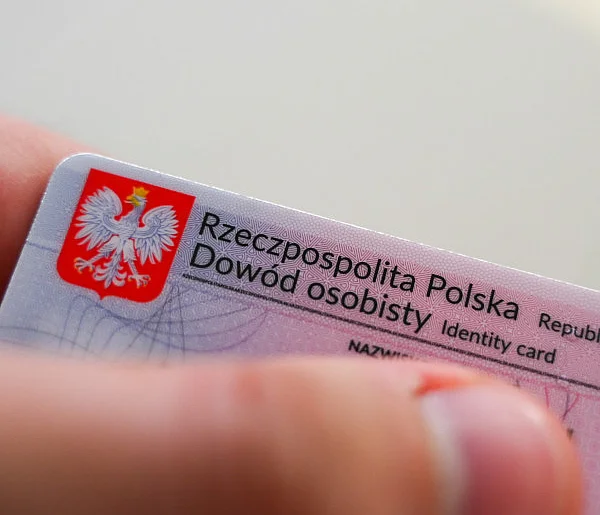 Rzeczpospolita Polska
Dowód osobisty Identity card